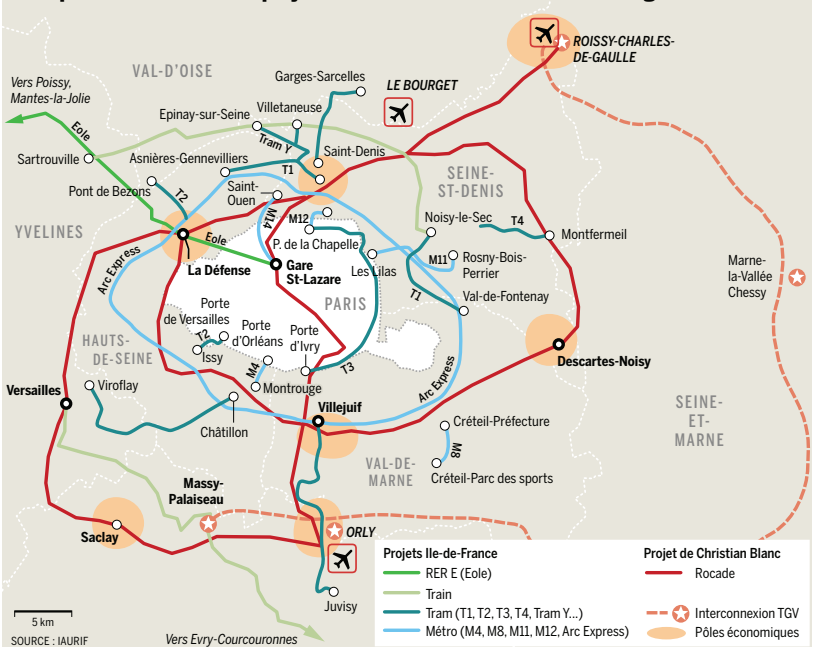 VAL-D'OISE
Vers Poissy,
Mantes-la-Jolie
Eole
Sartrouville
Epinay-sur-Seine
Villetaneuse
Garges-Sarcelles
LE BOURGET
ROISSY-CHARLES-
DE-GAULLE
Tram Y
Asnières-Gennevilliers
T1
Saint-Denis
Pont de Bezons
T2
Saint-
Ouen
M14
M12
P. de la Chapelle
SEINE-
ST-DENIS
Noisy-le-Sec
T4
Montfermeil
YVELINES
Eole
La Défense
Gare
St-Lazare
Les Lilas
M11
Rosny-Bois-
Perrier
Marne-
la-Vallée
Chessy
Arc Express
PARIS
T1
Val-de-Fontenay
Porte
de Versailles
T2
Issy
Porte
d'Orléans
Porte
d'Ivry
M4
Montrouge
T3
HAUTS-
DE-SEINE
Arc Express
Descartes-Noisy
Versailles
Viroflay
Châtillon
Villejuif
Créteil-Préfecture
M8
Créteil-Parc des sports
VAL-DE-
MARNE
SEINE-
ET-
MARNE
Massy-
Palaiseau
Saclay
ORLY
Juvisy
Vers Evry-Courcouronnes
5 km
SOURCE : IAURIF
Projets Ile-de-France
RER E (Eole)
Train
Tram (T1, T2, T3, T4, Tram Y...)
Métro (M4, M8, M11, M12, Arc Express)
Projet de Christian Blanc
Rocade
Interconnexion TGV
Pôles économiques